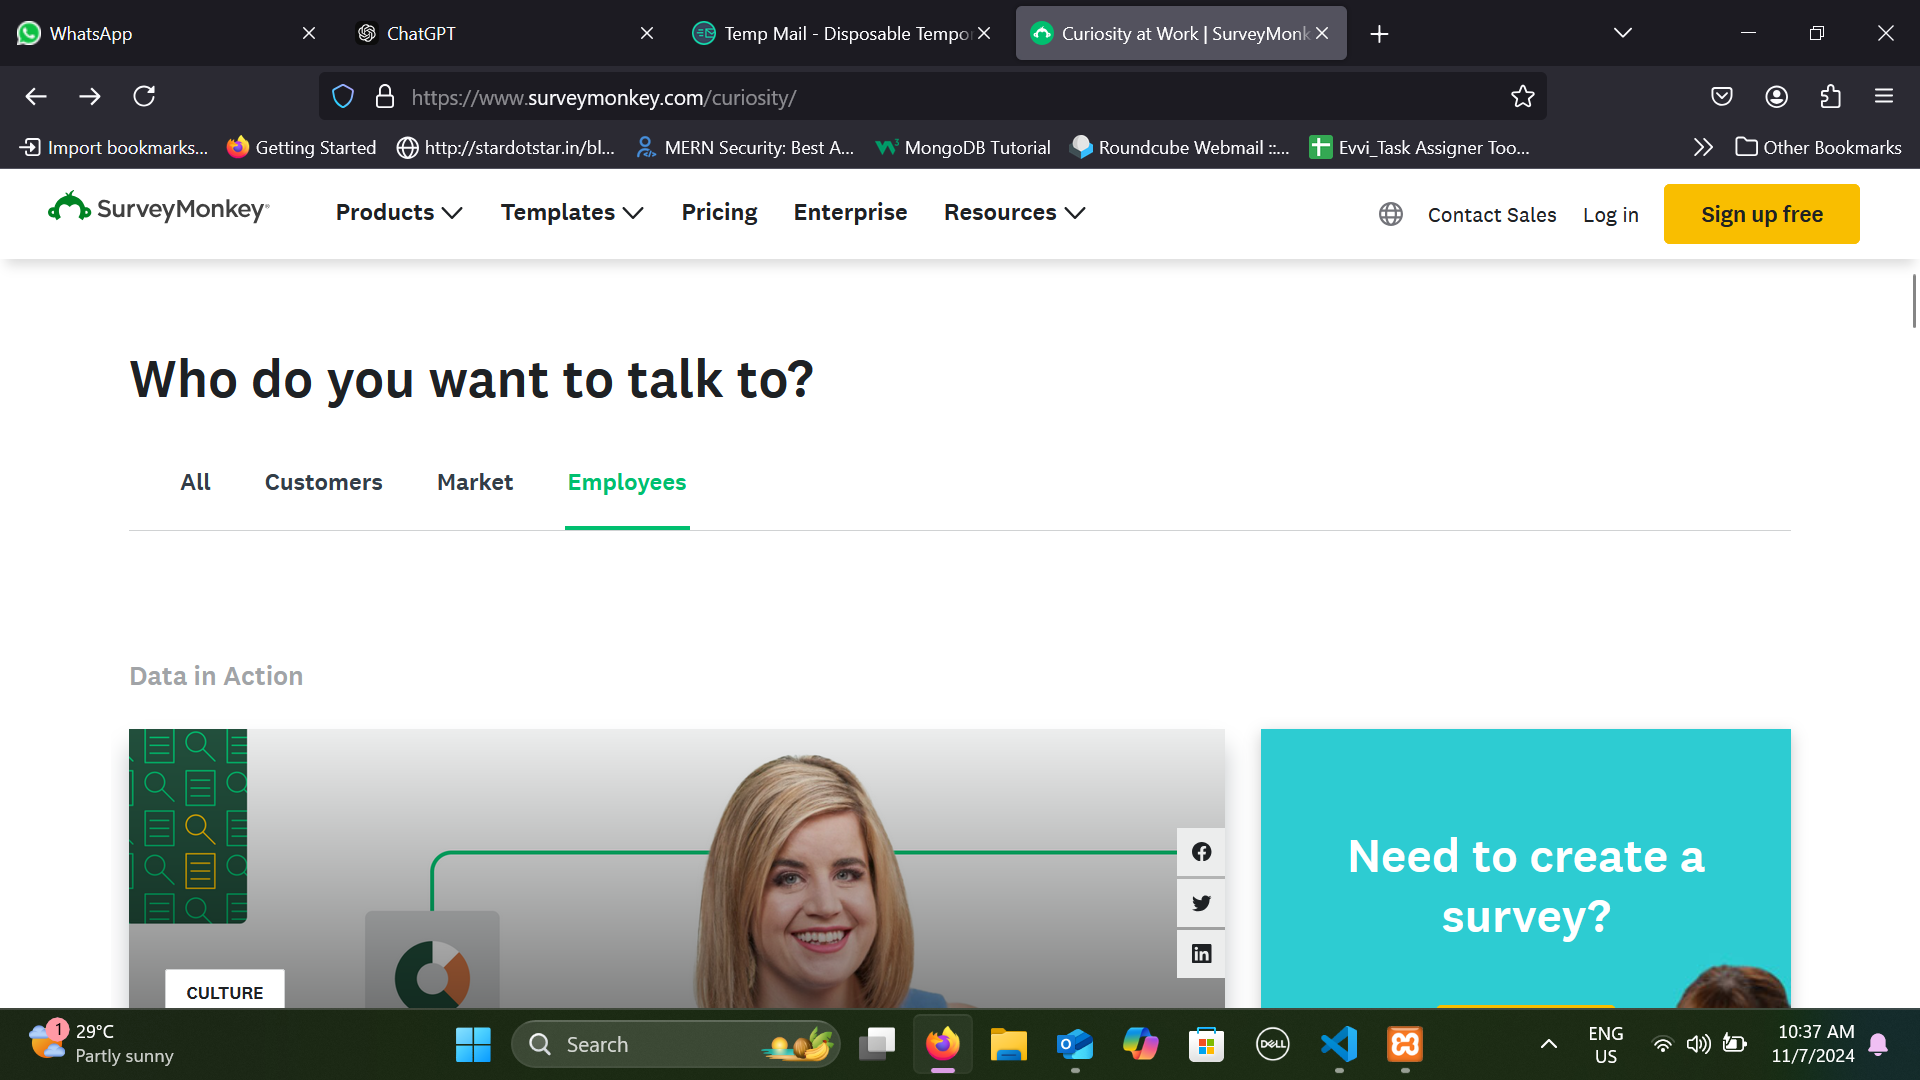 WhatsApp
ChatGPT
Temp Mail - Disposable Tempo
Curiosity at Work | SurveyMonk
https://www.surveymonkey.com/curiosity/
Import bookmarks...
Getting Started
http://stardotstar.in/bl...
MERN Security: Best A...
MongoDB Tutorial
Roundcube Webmail ::...
Evvi_Task Assigner Too...
Other Bookmarks
SurveyMonkey®
Products
Templates
Pricing
Enterprise
Resources
Contact Sales
Log in
Sign up free
Who do you want to talk to?
All
Customers
Market
Employees
Data in Action
CULTURE
Need to create a
survey?
1
29°C
Partly sunny
Search
DELL
ENG
US
10:37 AM
11/7/2024